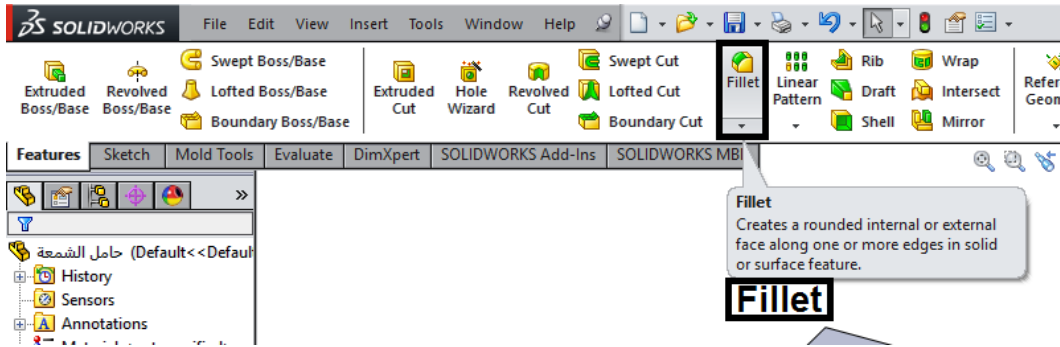 SOLIDWORKS File Edit View Insert Tools Window Help
Extruded Boss/Base
Revolved Boss/Base
Swept Boss/Base
Lofted Boss/Base
Boundary Boss/Base
Extruded Cut
Hole Wizard
Revolved Cut
Swept Cut
Lofted Cut
Boundary Cut
Fillet
Linear Pattern
Rib
Draft
Shell
Wrap
Intersect
Mirror
Refer
Geon
Features Sketch Mold Tools Evaluate DimXpert SOLIDWORKS Add-Ins SOLIDWORKS MBI
Fillet
Creates a rounded internal or external
face along one or more edges in solid
or surface feature.
Fillet
حامل الشمعة (Default<<Defaul
History
Sensors
Annotations